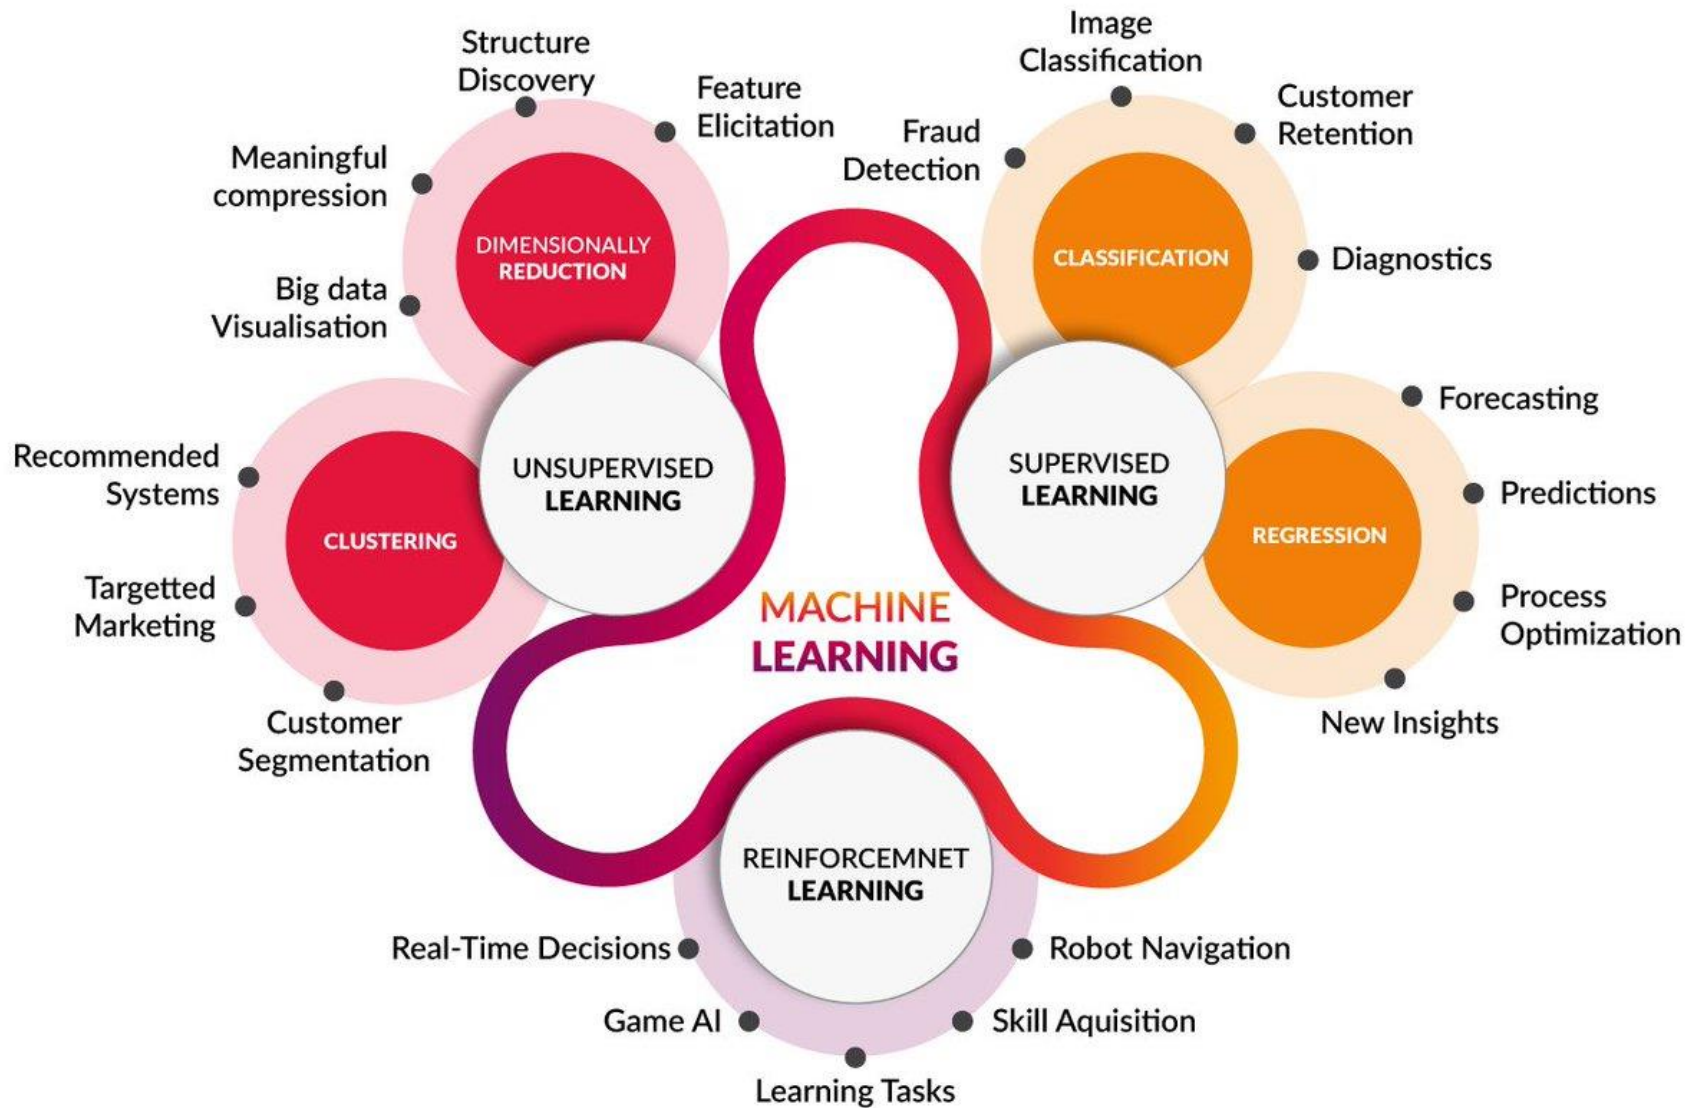 Structure
Discovery
Feature
Elicitation
Meaningful
compression
Big data
Visualisation
DIMENSIONALLY
REDUCTION
Recommended
Systems
Targetted
Marketing
Customer
Segmentation
CLUSTERING
UNSUPERVISED
LEARNING
Image
Classification
Fraud
Detection
Customer
Retention
Diagnostics
CLASSIFICATION
SUPERVISED
LEARNING
Forecasting
Predictions
Process
Optimization
New Insights
REGRESSION
MACHINE
LEARNING
REINFORCEMNET
LEARNING
Real-Time Decisions
Game AI
Learning Tasks
Skill Aquisition
Robot Navigation